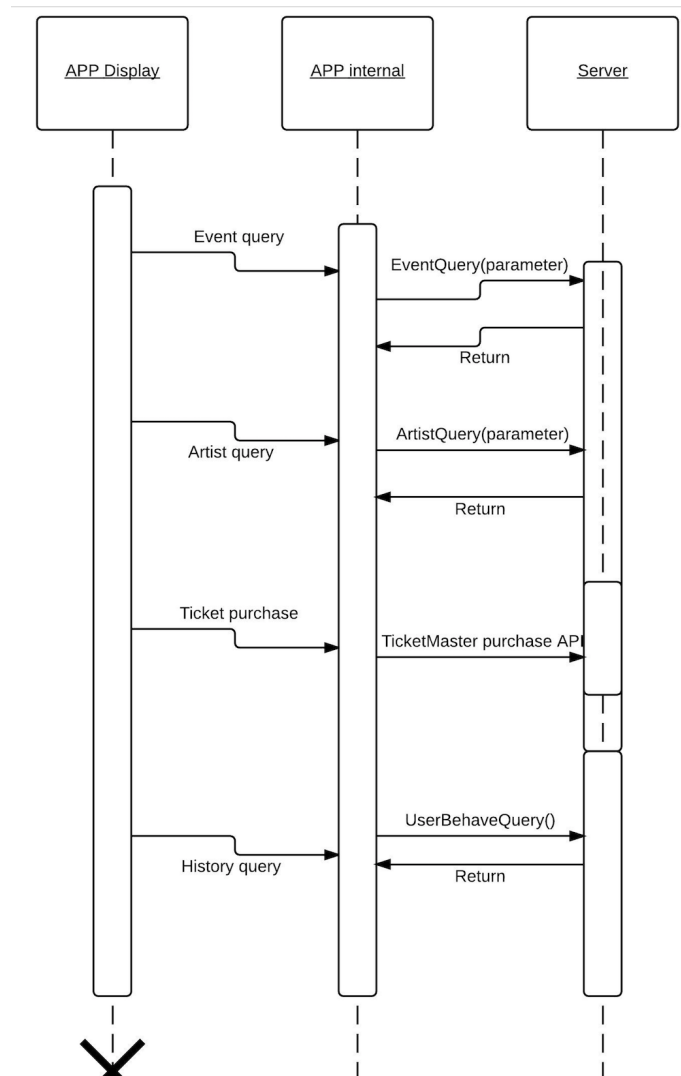 APP Display
APP internal
Server
Event query
EventQuery(parameter)
Return
Artist query
ArtistQuery(parameter)
Return
Ticket purchase
TicketMaster purchase API
UserBehaveQuery()
History query
Return